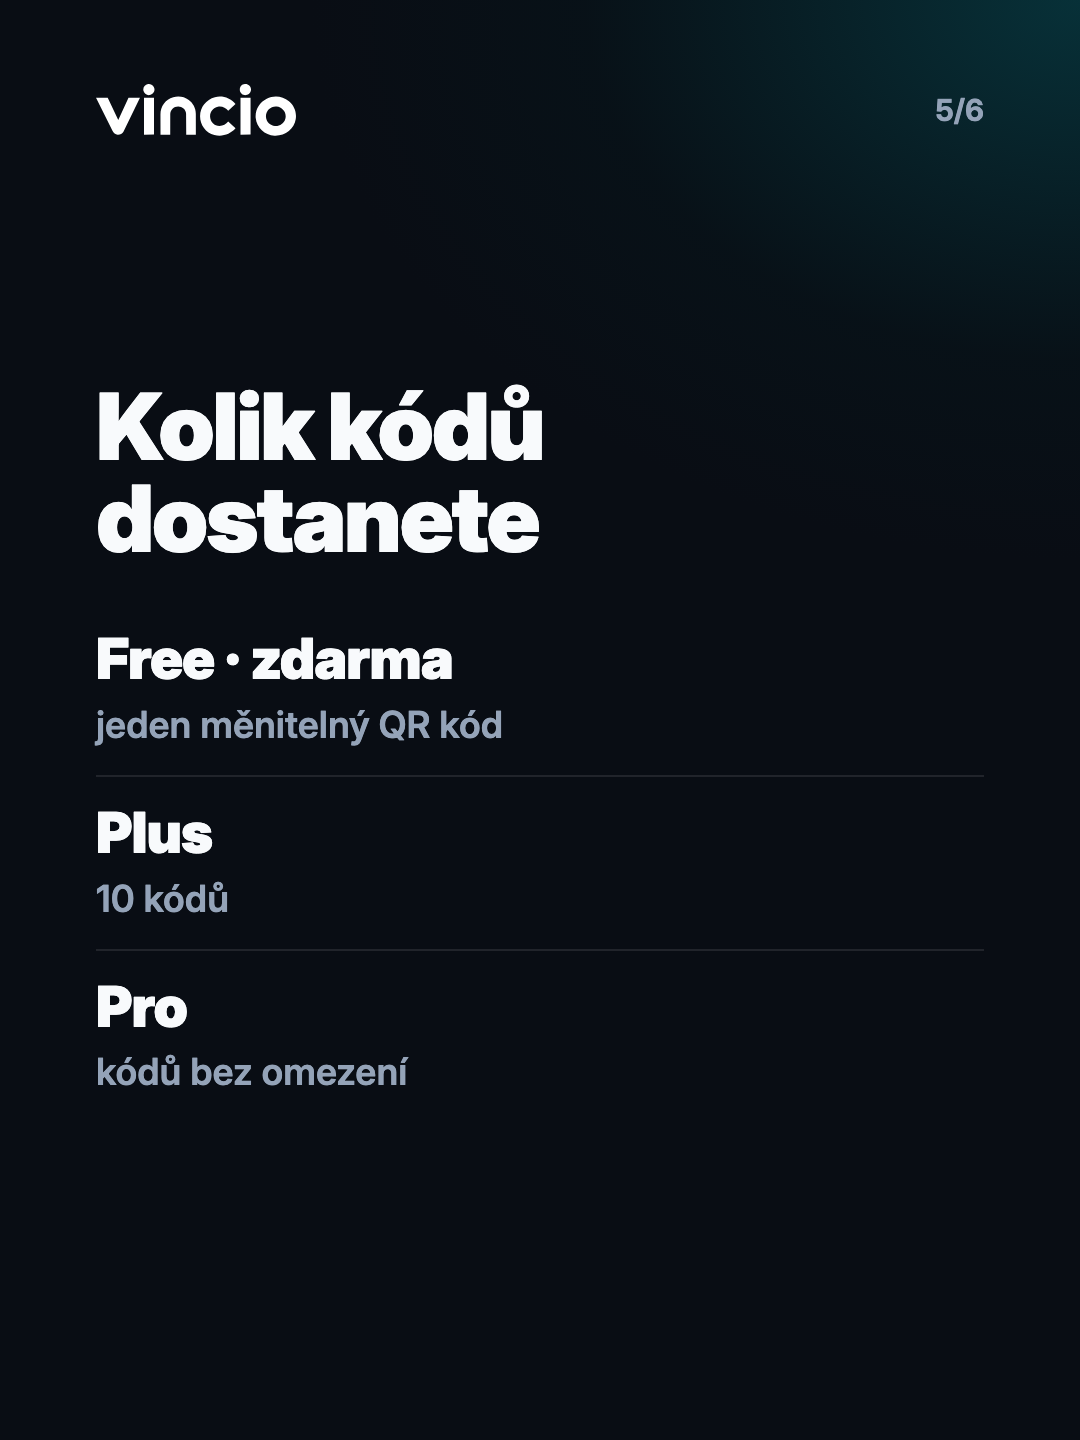 vincio
5/6
Kolik kódů
dostanete
Free · zdarma
jeden měnitelný QR kód
Plus
10 kódů
Pro
kódů bez omezení